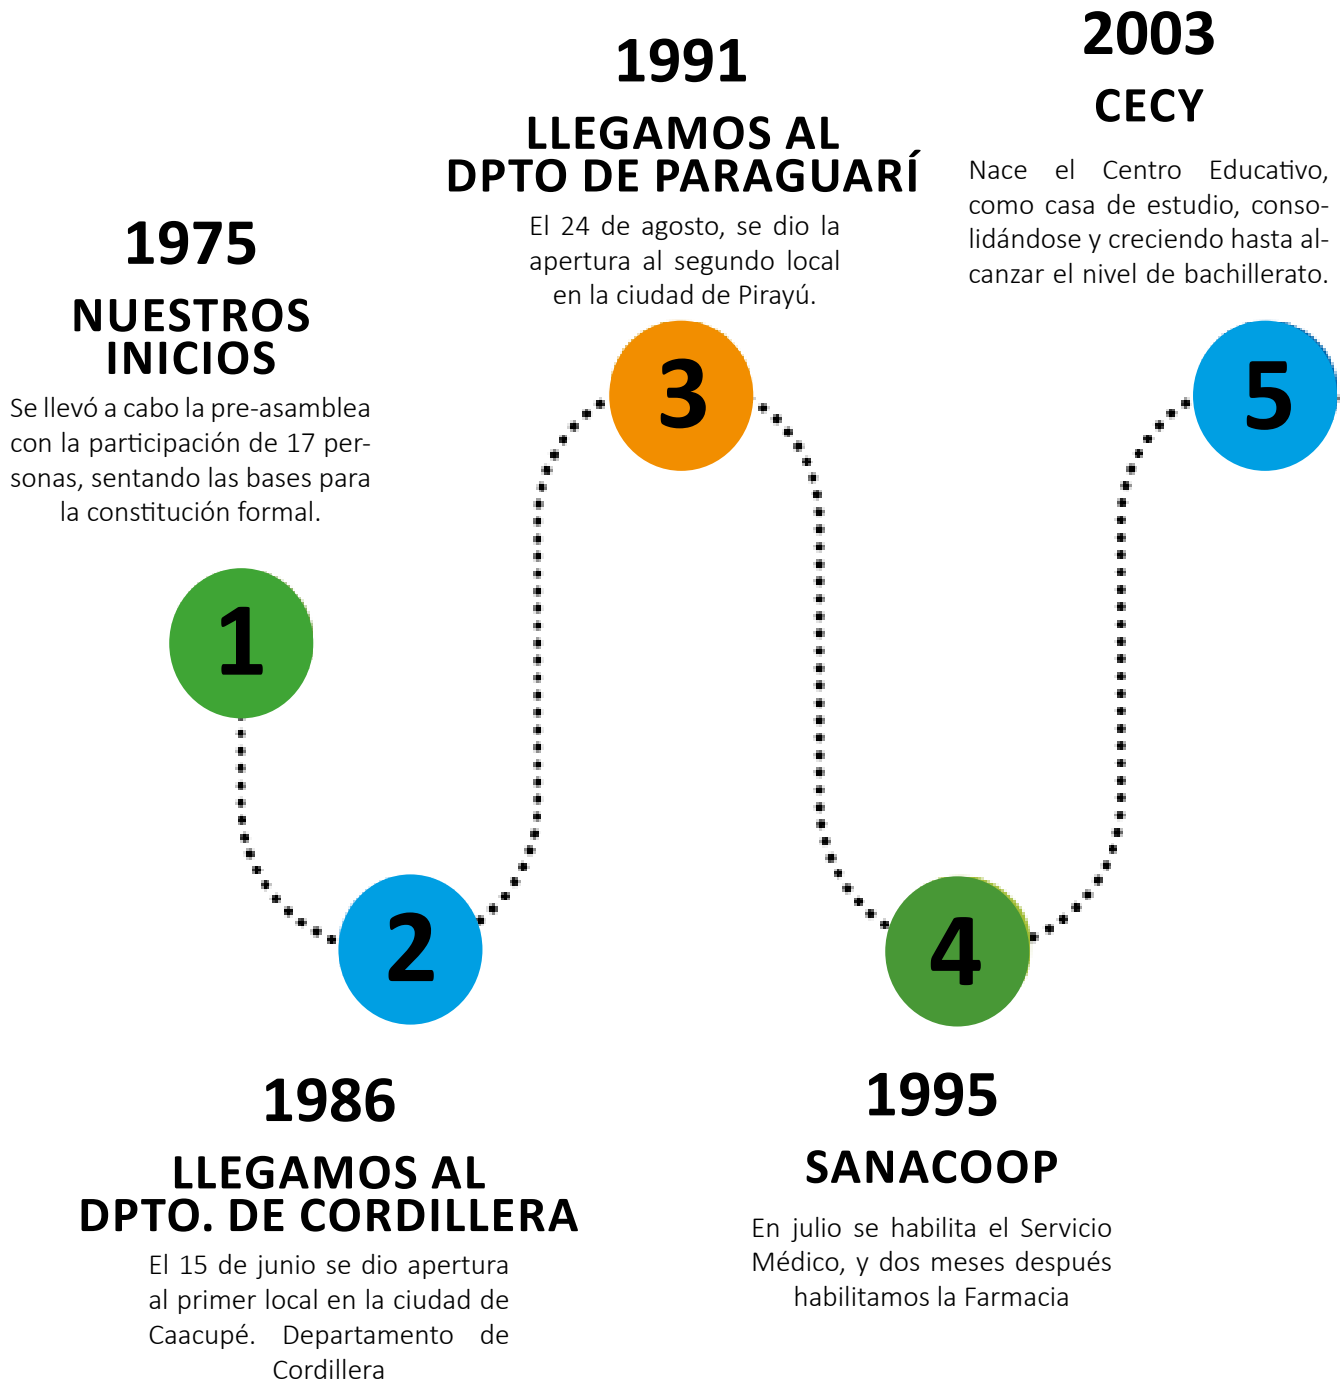 1975
NUESTROS
INICIOS
Se llevó a cabo la pre-asamblea
con la participación de 17 per-
sonas, sentando las bases para
la constitución formal.
1
2
1986
LLEGAMOS AL
DPTO. DE CORDILLERA
El 15 de junio se dio apertura
al primer local en la ciudad de
Caacupé. Departamento de
Cordillera
1991
LLEGAMOS AL
DPTO DE PARAGUARÍ
El 24 de agosto, se dio la
apertura al segundo local
en la ciudad de Pirayú.
3
4
1995
SANACOOP
En julio se habilita el Servicio
Médico, y dos meses después
habilitamos la Farmacia
2003
CECY
Nace el Centro Educativo,
como casa de estudio, conso-
lidándose y creciendo hasta al-
canzar el nivel de bachillerato.
5